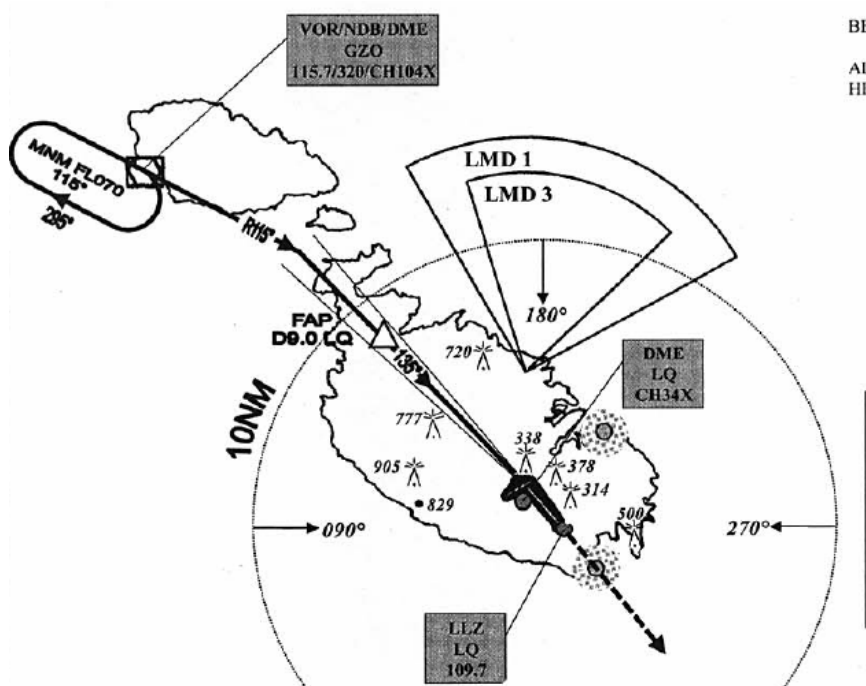 VOR/NDB/DME
GZO
115.7/320/CH104X
MNM FL070
115°
295°
R115°
LMD 1
LMD 3
180°
FAP
D9.0 LQ
135°
10NM
720
DME
LQ
CH34X
777
338
378
905
314
829
500
090°
270°
LLZ
LQ
109.7